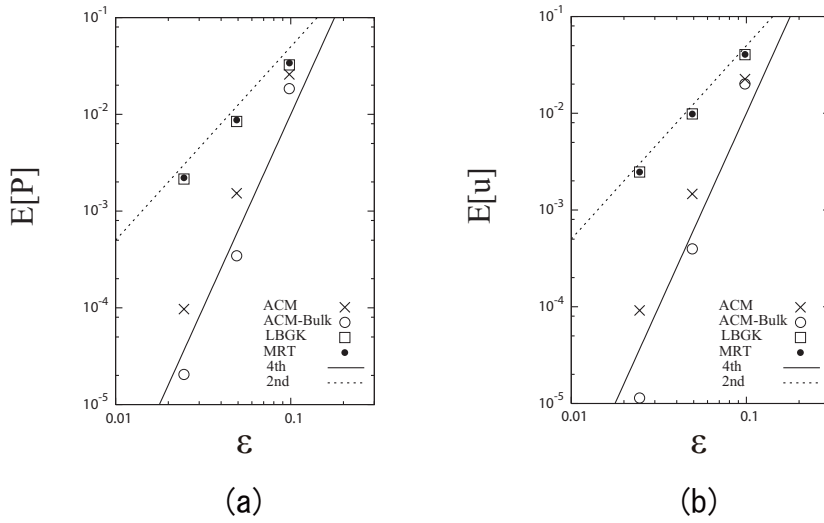 E[P]
10^-1
10^-2
10^-3
10^-4
10^-5
ACM
ACM-Bulk
LBGK
MRT
4th
2nd
0.01
0.1
ε
(a)
E[u]
10^-1
10^-2
10^-3
10^-4
10^-5
ACM
ACM-Bulk
LBGK
MRT
4th
2nd
0.01
0.1
ε
(b)